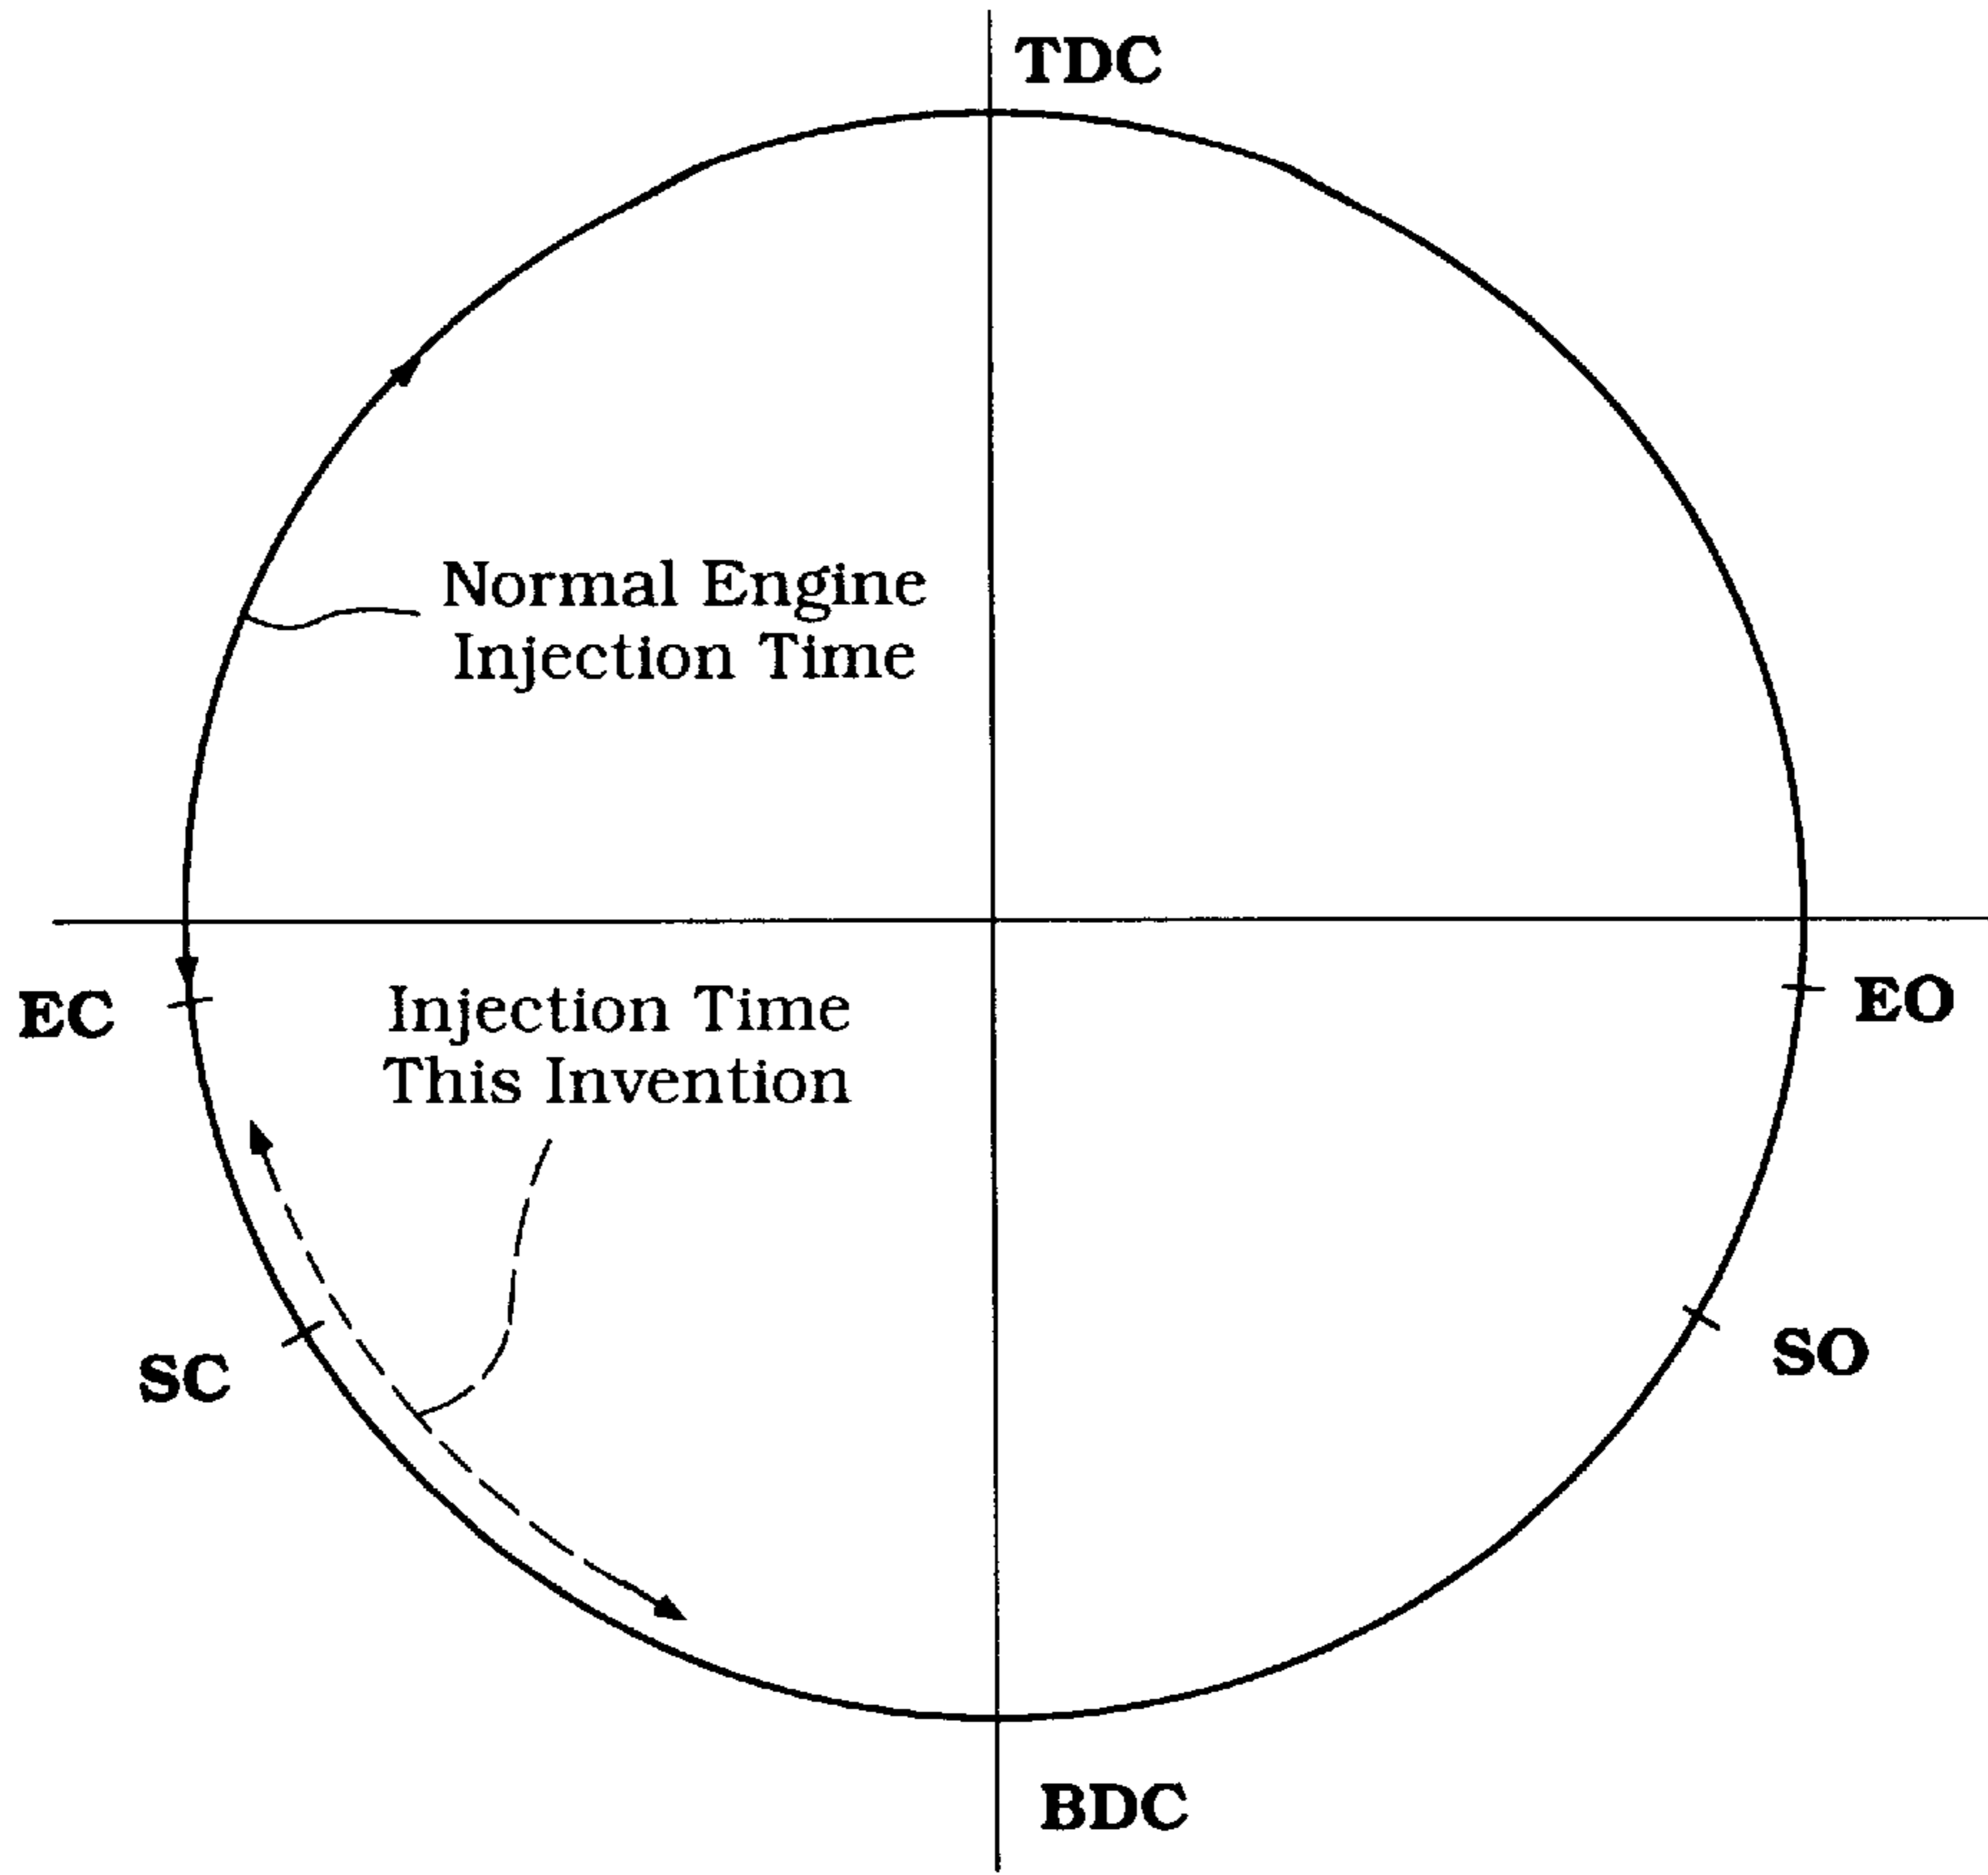 TDC
Normal Engine
Injection Time
EC
Injection Time
This Invention
EO
SC
SO
BDC